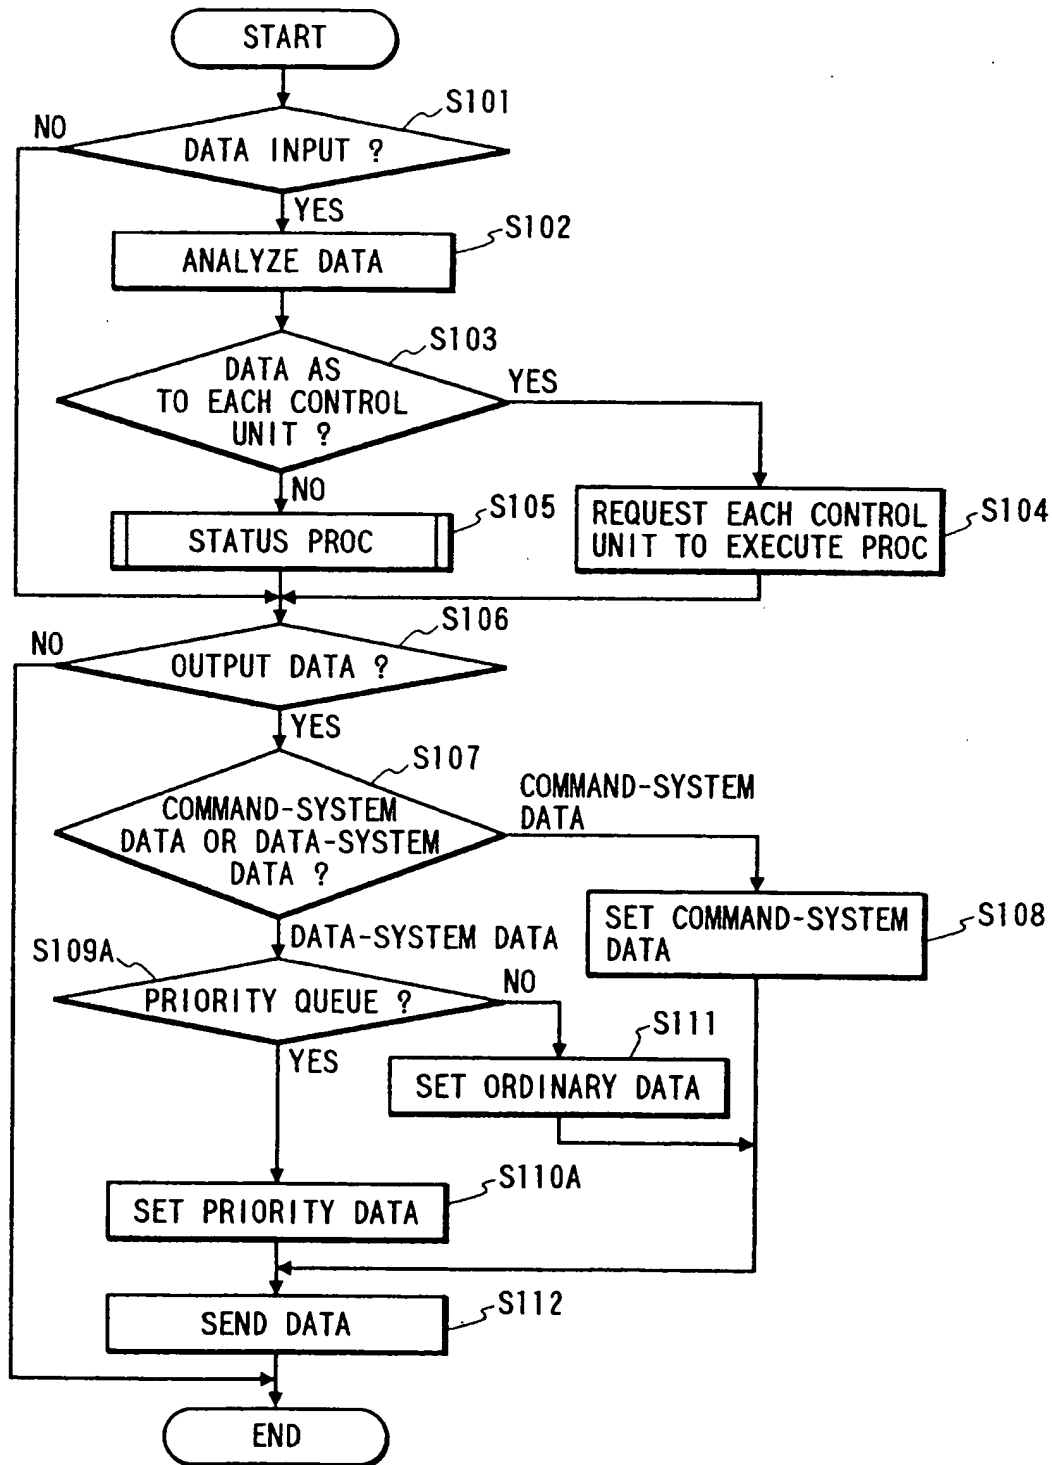 START
S101
NO
DATA INPUT ?
YES
S102
ANALYZE DATA
S103
DATA AS
TO EACH CONTROL
UNIT ?
YES
NO
S105
STATUS PROC
REQUEST EACH CONTROL
UNIT TO EXECUTE PROC
S104
S106
NO
OUTPUT DATA ?
YES
S107
COMMAND-SYSTEM
DATA OR DATA-SYSTEM
DATA ?
COMMAND-SYSTEM
DATA
SET COMMAND-SYSTEM
DATA
S108
DATA-SYSTEM DATA
S109A
PRIORITY QUEUE ?
NO
YES
S111
SET ORDINARY DATA
S110A
SET PRIORITY DATA
S112
SEND DATA
END